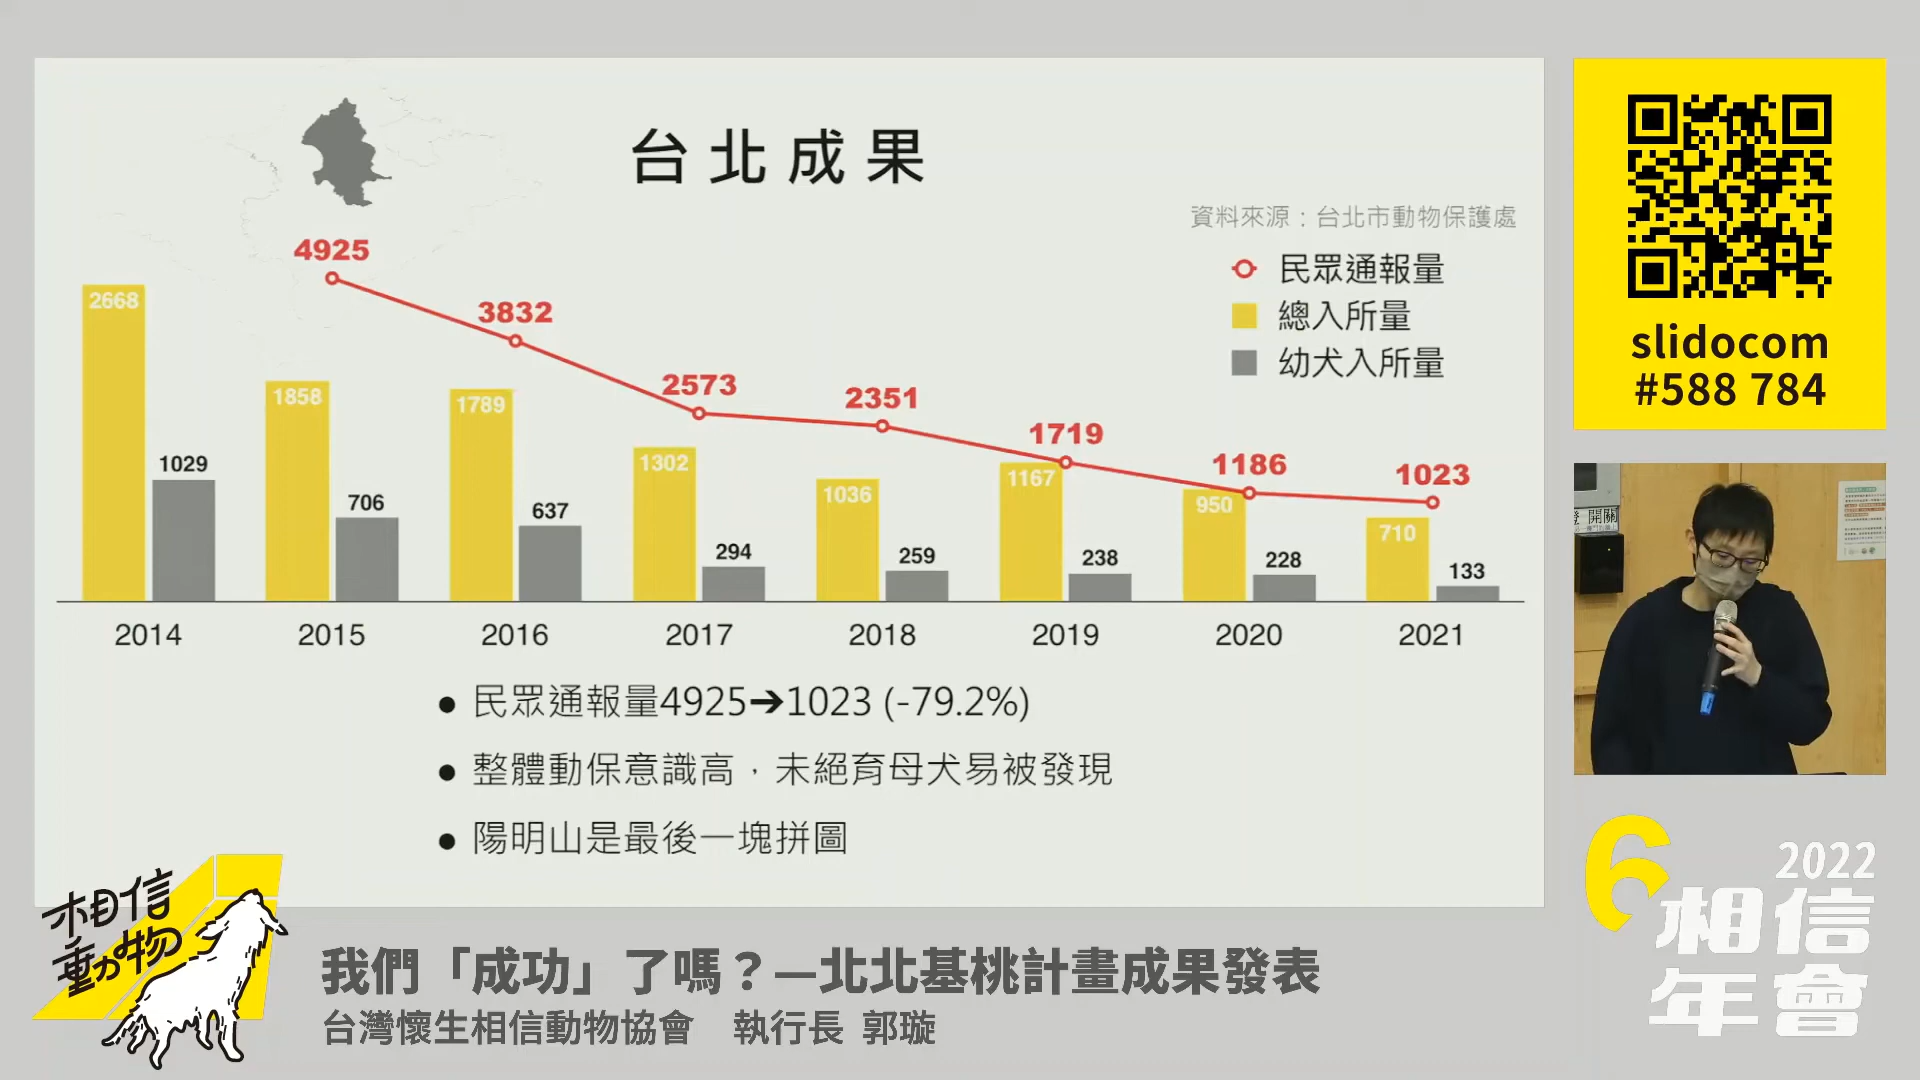 台北成果
資料來源：台北市動物保護處
民眾通報量
總入所量
幼犬入所量
4925
3832
2573
2351
1719
1186
1023
2668
1029
1858
706
1789
637
1302
294
1036
259
1167
238
950
228
710
133
2014
2015
2016
2017
2018
2019
2020
2021
● 民眾通報量4925➔1023 (-79.2%)
● 整體動保意識高，未絕育母犬易被發現
● 陽明山是最後一塊拼圖
slidocom
#588 784
開關
相信
動物
我們「成功」了嗎？—北北基桃計畫成果發表
台灣懷生相信動物協會 執行長 郭璇
6
2022
相信
年會